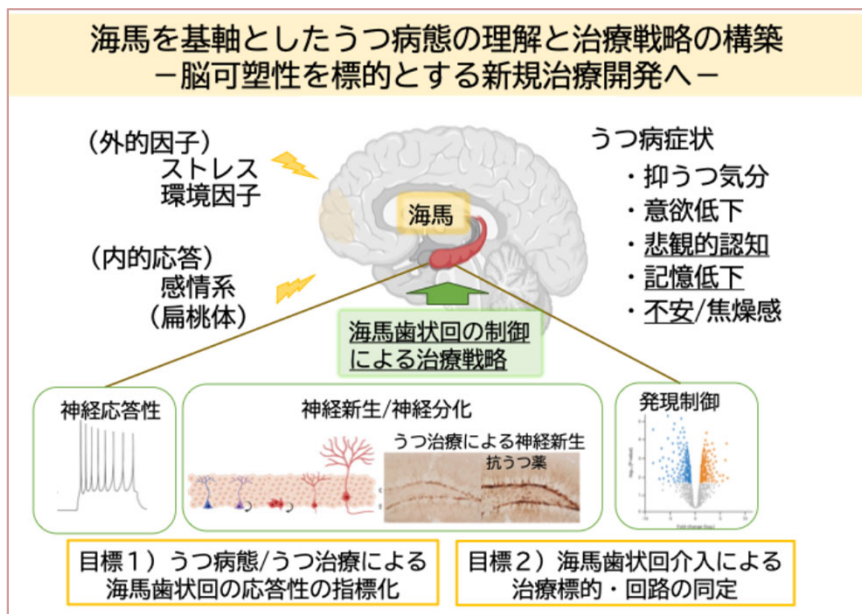 海馬を基軸としたうつ病態の理解と治療戦略の構築
−脳可塑性を標的とする新規治療開発へ−
（外的因子）
ストレス
環境因子
（内的応答）
感情系
（扁桃体）
海馬
海馬歯状回の制御
による治療戦略
うつ病症状
・抑うつ気分
・意欲低下
・悲観的認知
・記憶低下
・不安/焦燥感
神経応答性
神経新生/神経分化
うつ治療による神経新生
抗うつ薬
発現制御
目標１）うつ病態/うつ治療による
海馬歯状回の応答性の指標化
目標２）海馬歯状回介入による
治療標的・回路の同定